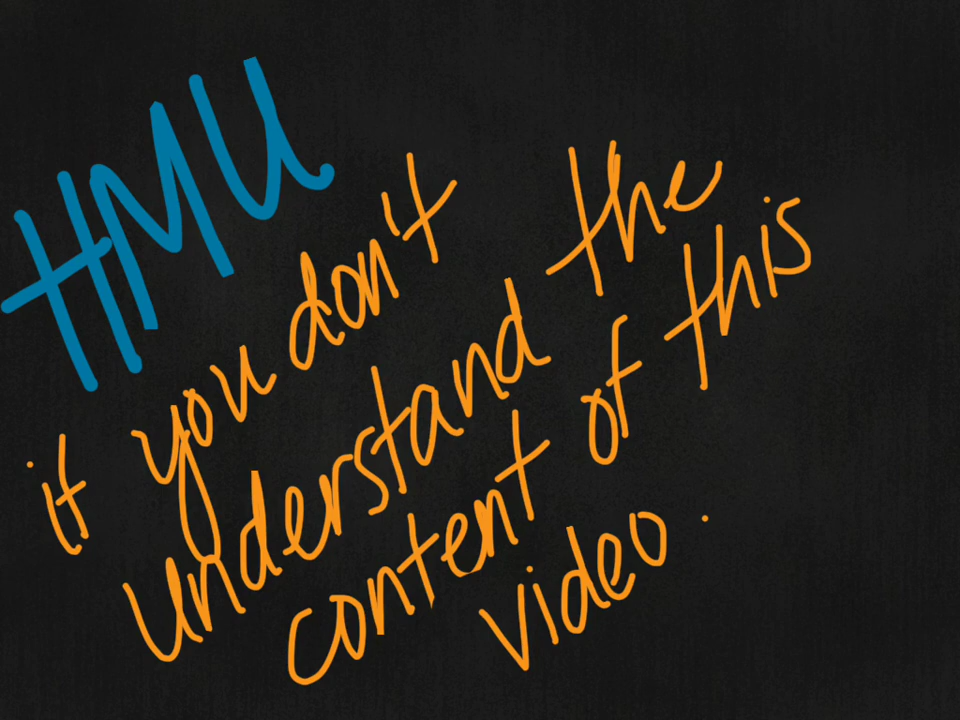 HMU
if you don't
understand the
content of this
video.